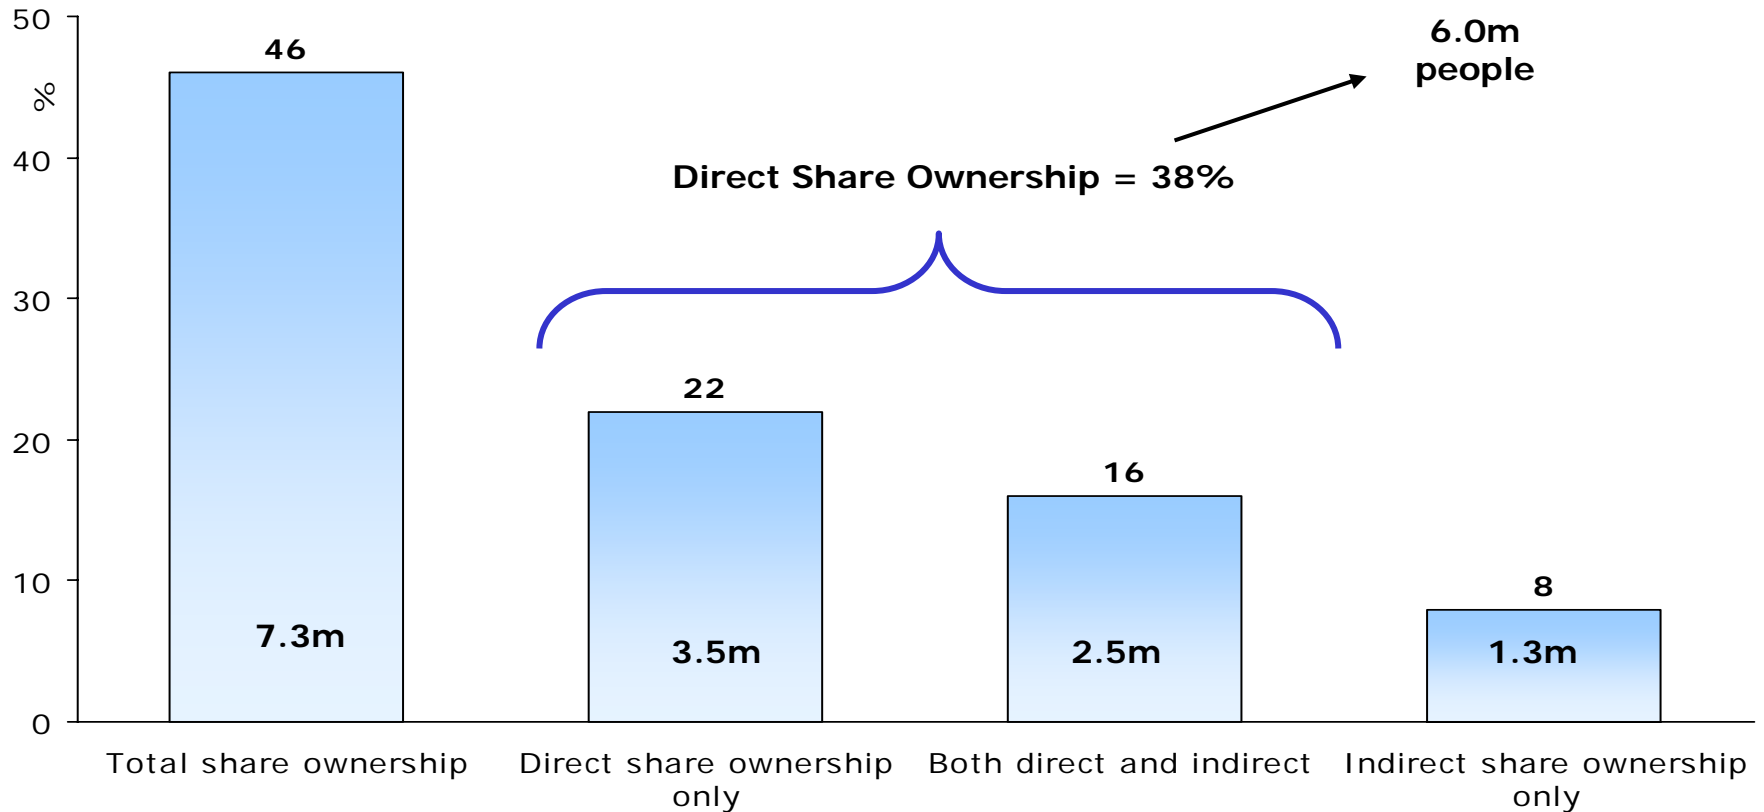 50
46
6.0m
people
%
40
Direct Share Ownership = 38%
30
22
20
16
10
8
7.3m
3.5m
2.5m
1.3m
0
Total share ownership
Direct share ownership
only
Both direct and indirect
Indirect share ownership
only